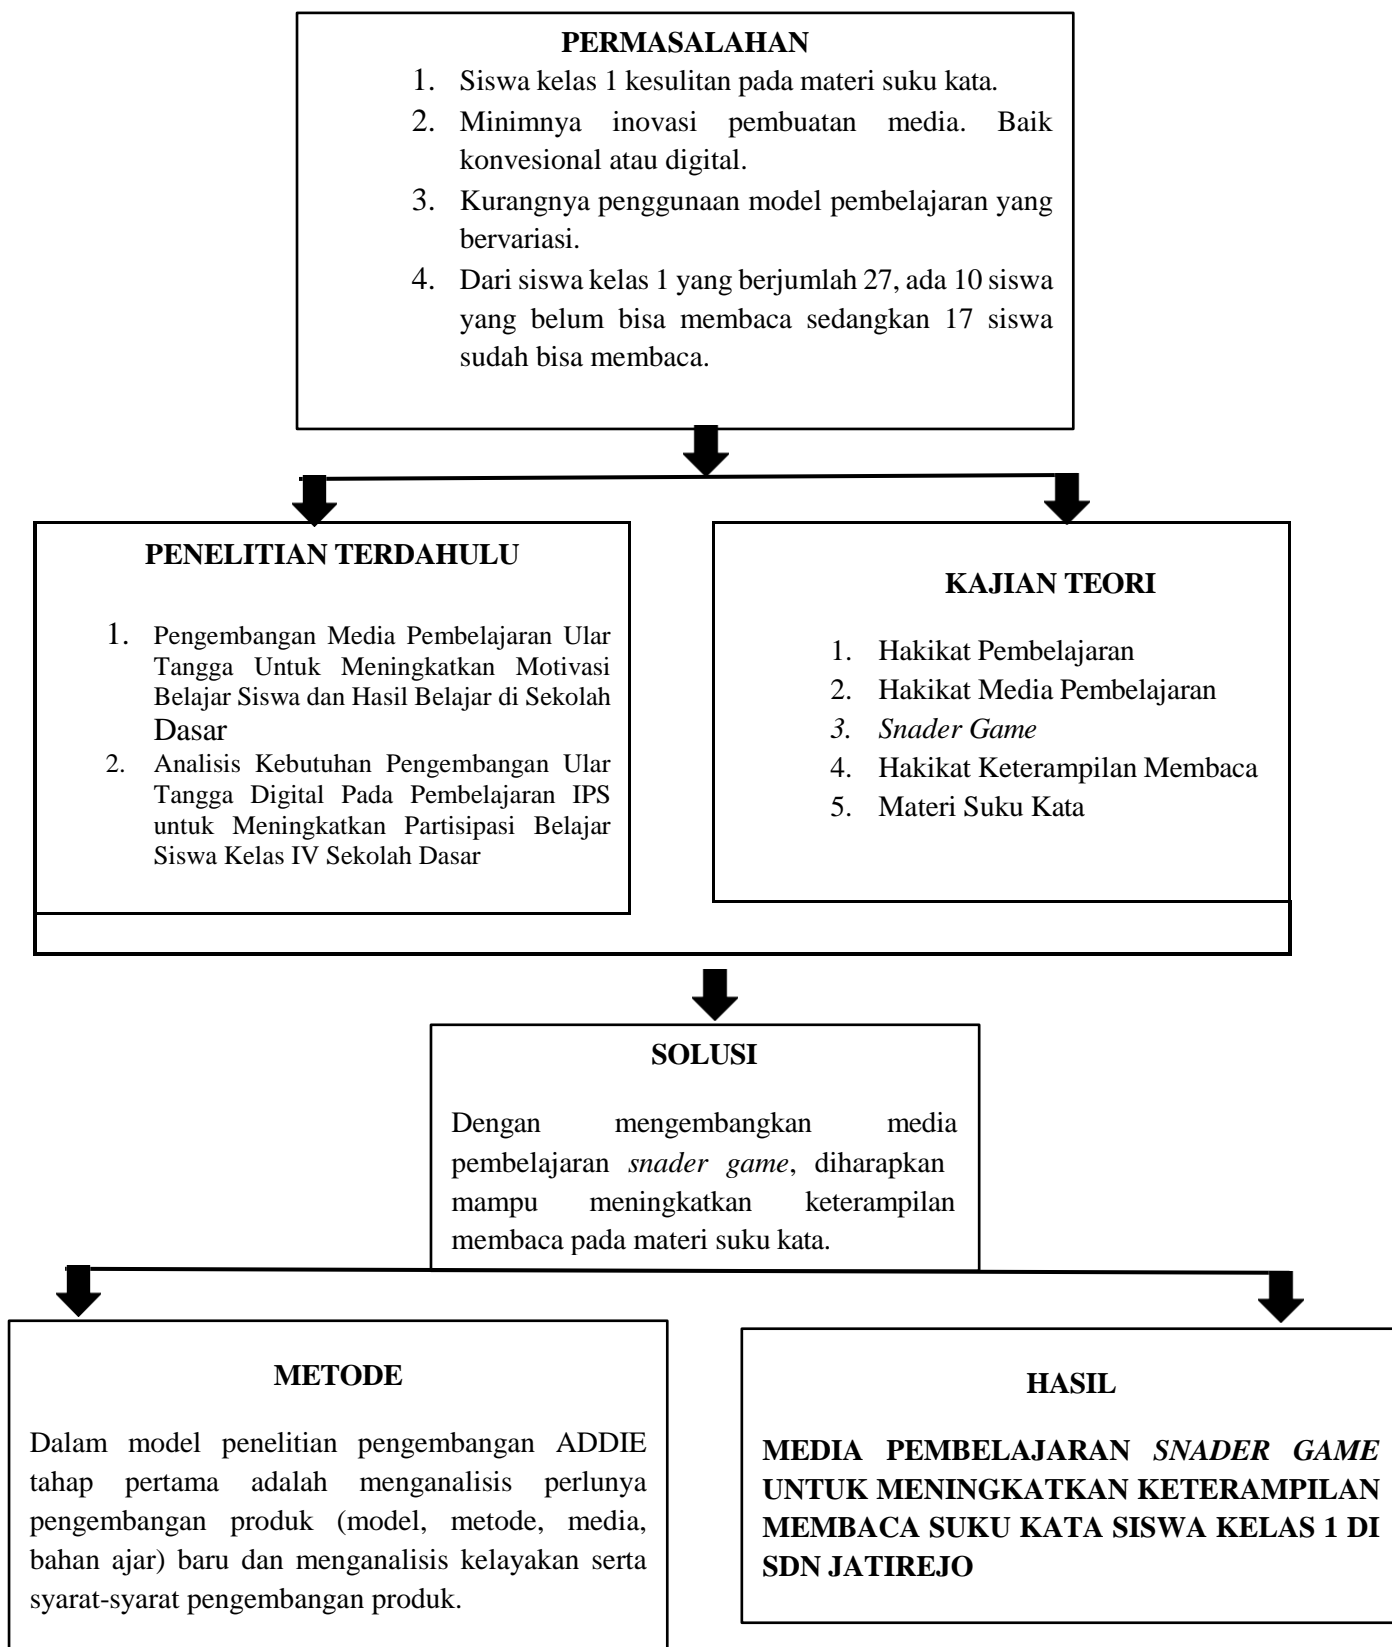 PERMASALAHAN
1. Siswa kelas 1 kesulitan pada materi suku kata.
2. Minimnya inovasi pembuatan media. Baik
konvesional atau digital.
3. Kurangnya penggunaan model pembelajaran yang
bervariasi.
4. Dari siswa kelas 1 yang berjumlah 27, ada 10 siswa
yang belum bisa membaca sedangkan 17 siswa
sudah bisa membaca.
PENELITIAN TERDAHULU
1. Pengembangan Media Pembelajaran Ular
Tangga Untuk Meningkatkan Motivasi
Belajar Siswa dan Hasil Belajar di Sekolah
Dasar
2. Analisis Kebutuhan Pengembangan Ular
Tangga Digital Pada Pembelajaran IPS
untuk Meningkatkan Partisipasi Belajar
Siswa Kelas IV Sekolah Dasar
KAJIAN TEORI
1. Hakikat Pembelajaran
2. Hakikat Media Pembelajaran
3. Snader Game
4. Hakikat Keterampilan Membaca
5. Materi Suku Kata
SOLUSI
Dengan mengembangkan media
pembelajaran snader game, diharapkan
mampu meningkatkan keterampilan
membaca pada materi suku kata.
METODE
Dalam model penelitian pengembangan ADDIE
tahap pertama adalah menganalisis perlunya
pengembangan produk (model, metode, media,
bahan ajar) baru dan menganalisis kelayakan serta
syarat-syarat pengembangan produk.
HASIL
MEDIA PEMBELAJARAN SNADER GAME
UNTUK MENINGKATKAN KETERAMPILAN
MEMBACA SUKU KATA SISWA KELAS 1 DI
SDN JATIREJO